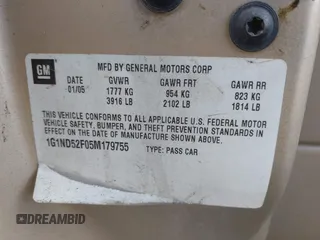 GM
MFD BY GENERAL MOTORS CORP
DATE GVWR GAWR FRT GAWR RR
01/05 1777 KG 954 KG 823 KG
3916 LB 2102 LB 1814 LB
THIS VEHICLE CONFORMS TO ALL APPLICABLE U.S. FEDERAL MOTOR
VEHICLE SAFETY, BUMPER, AND THEFT PREVENTION STANDARDS
IN EFFECT ON THE DATE OF MANUFACTURE SHOWN ABOVE.
1G1ND52F05M179755 TYPE: PASS CAR
DREAMBID